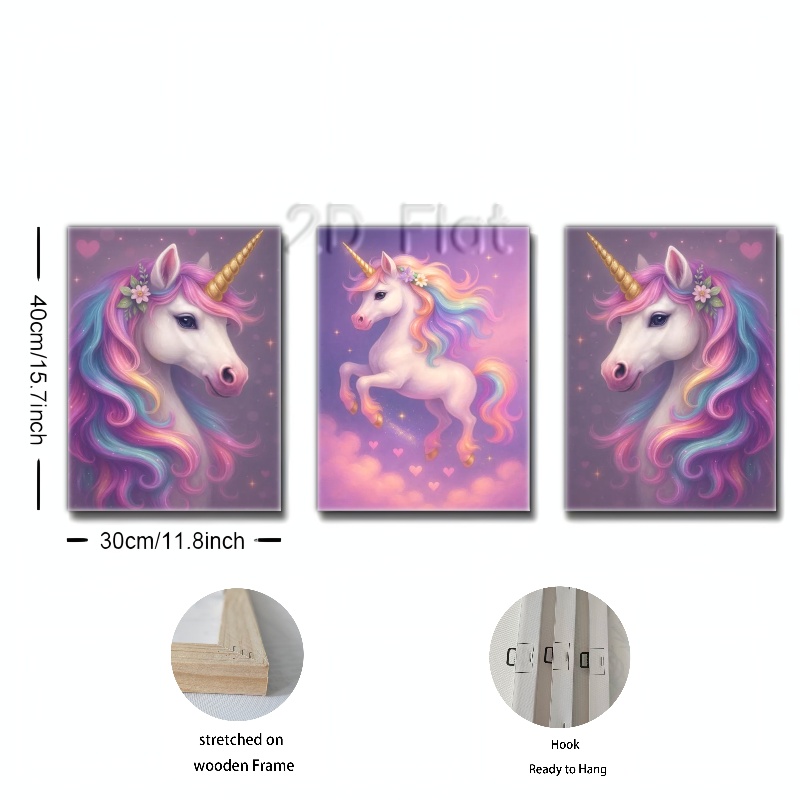 2D Flat
40cm/15.7inch
30cm/11.8inch
stretched on
wooden Frame
Hook
Ready to Hang